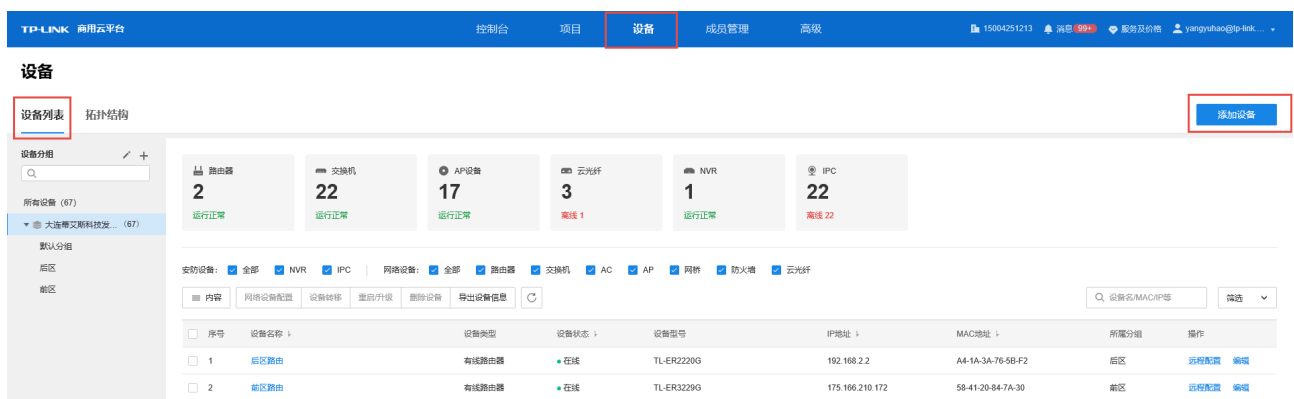 TP-LINK 商用云平台 控制台 项目 设备 成员管理 高级 15004251213 消息 99+ 服务及价格 yangyuhao@tp-link....
设备
设备列表 拓扑结构 添加设备
设备分组
所有设备 (67)
大连蒂艾斯科技发... (67)
默认分组
后区
前区
路由器 交换机 AP设备 云光纤 NVR IPC
2 22 17 3 1 22
运行正常 运行正常 运行正常 离线 1 运行正常 离线 22
安防设备: 全部 NVR IPC 网络设备: 全部 路由器 交换机 AC AP 网桥 防火墙 云光纤
内容 网络设备配置 设备转移 重启/升级 删除设备 导出设备信息 设备名/MAC/IP等 筛选
序号 设备名称 设备类型 设备状态 设备型号 IP地址 MAC地址 所属分组 操作
1 后区路由 有线路由器 在线 TL-ER2220G 192.168.2.2 A4-1A-3A-76-5B-F2 后区 远程配置 编辑
2 前区路由 有线路由器 在线 TL-ER3229G 175.166.210.172 58-41-20-84-7A-30 前区 远程配置 编辑